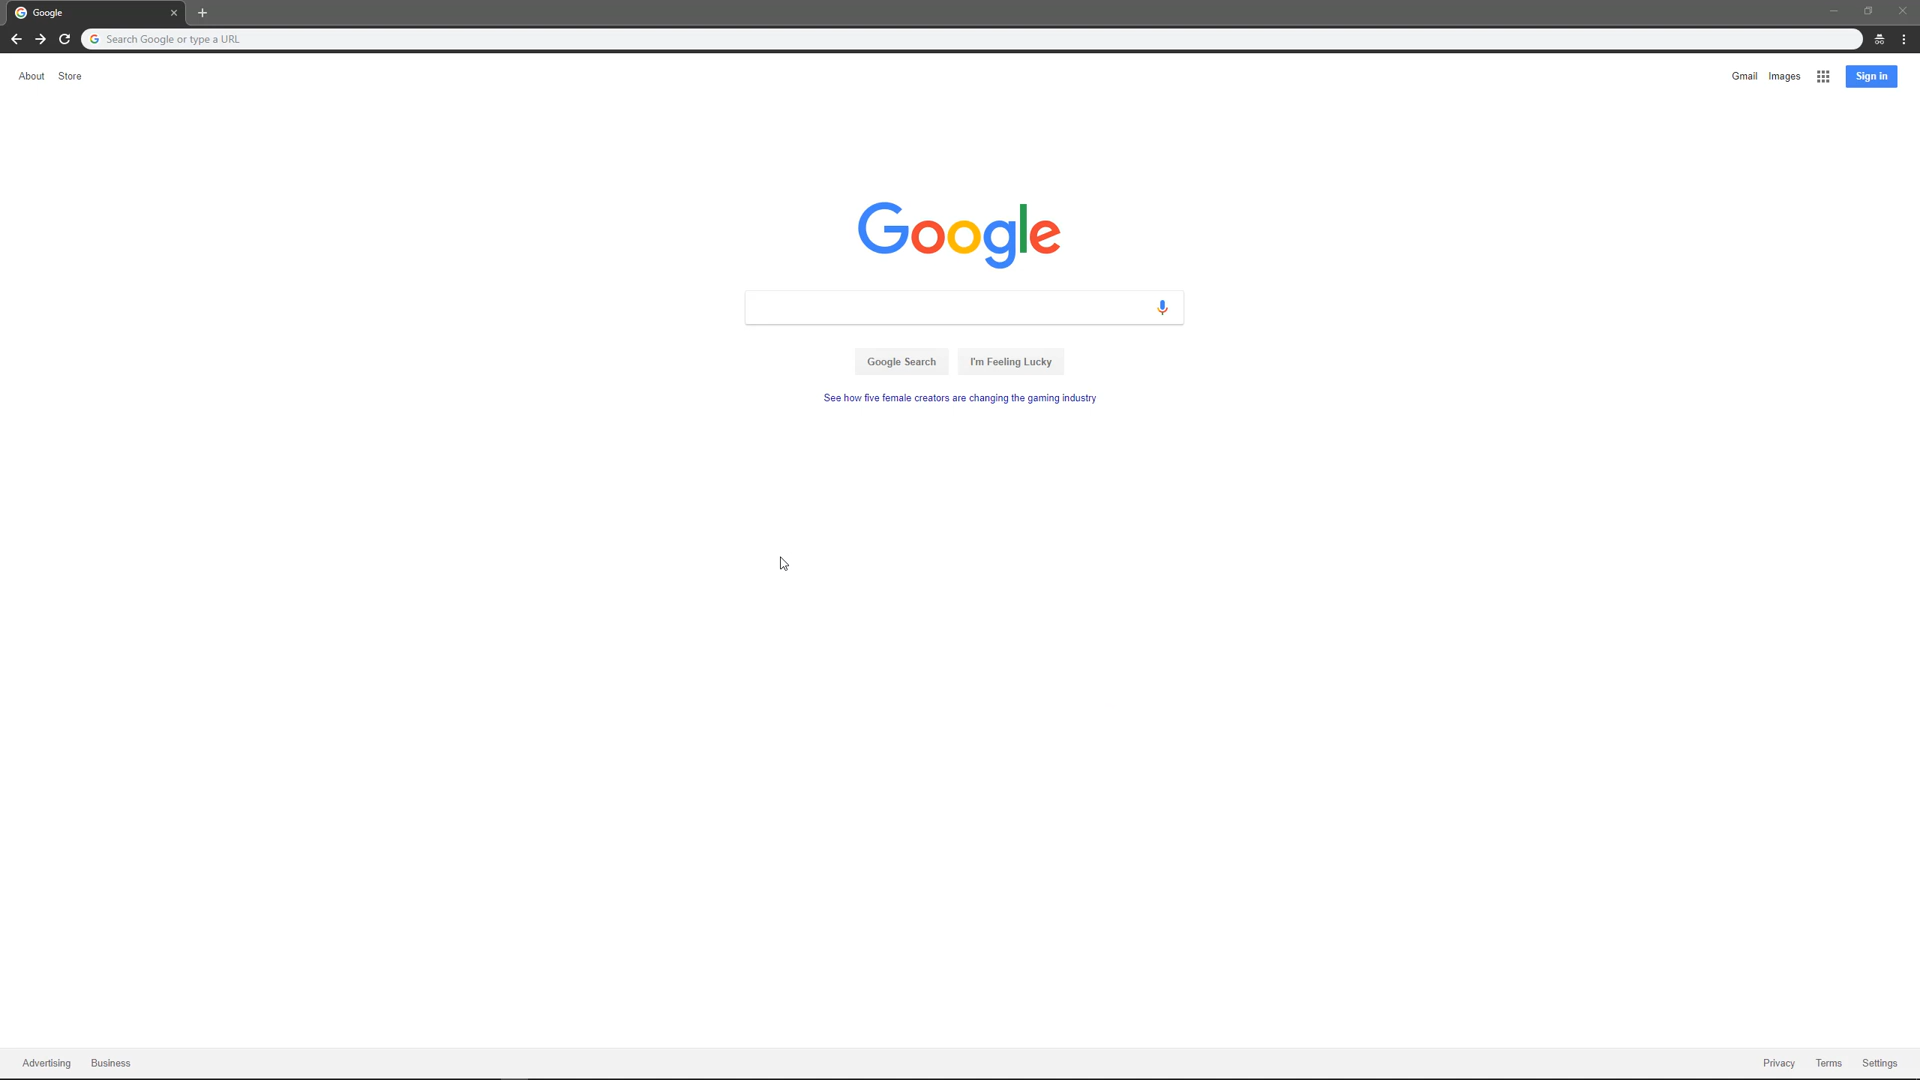 Google
Search Google or type a URL
About Store
Gmail Images Sign in
Google
Google Search I'm Feeling Lucky
See how five female creators are changing the gaming industry
Advertising Business
Privacy Terms Settings